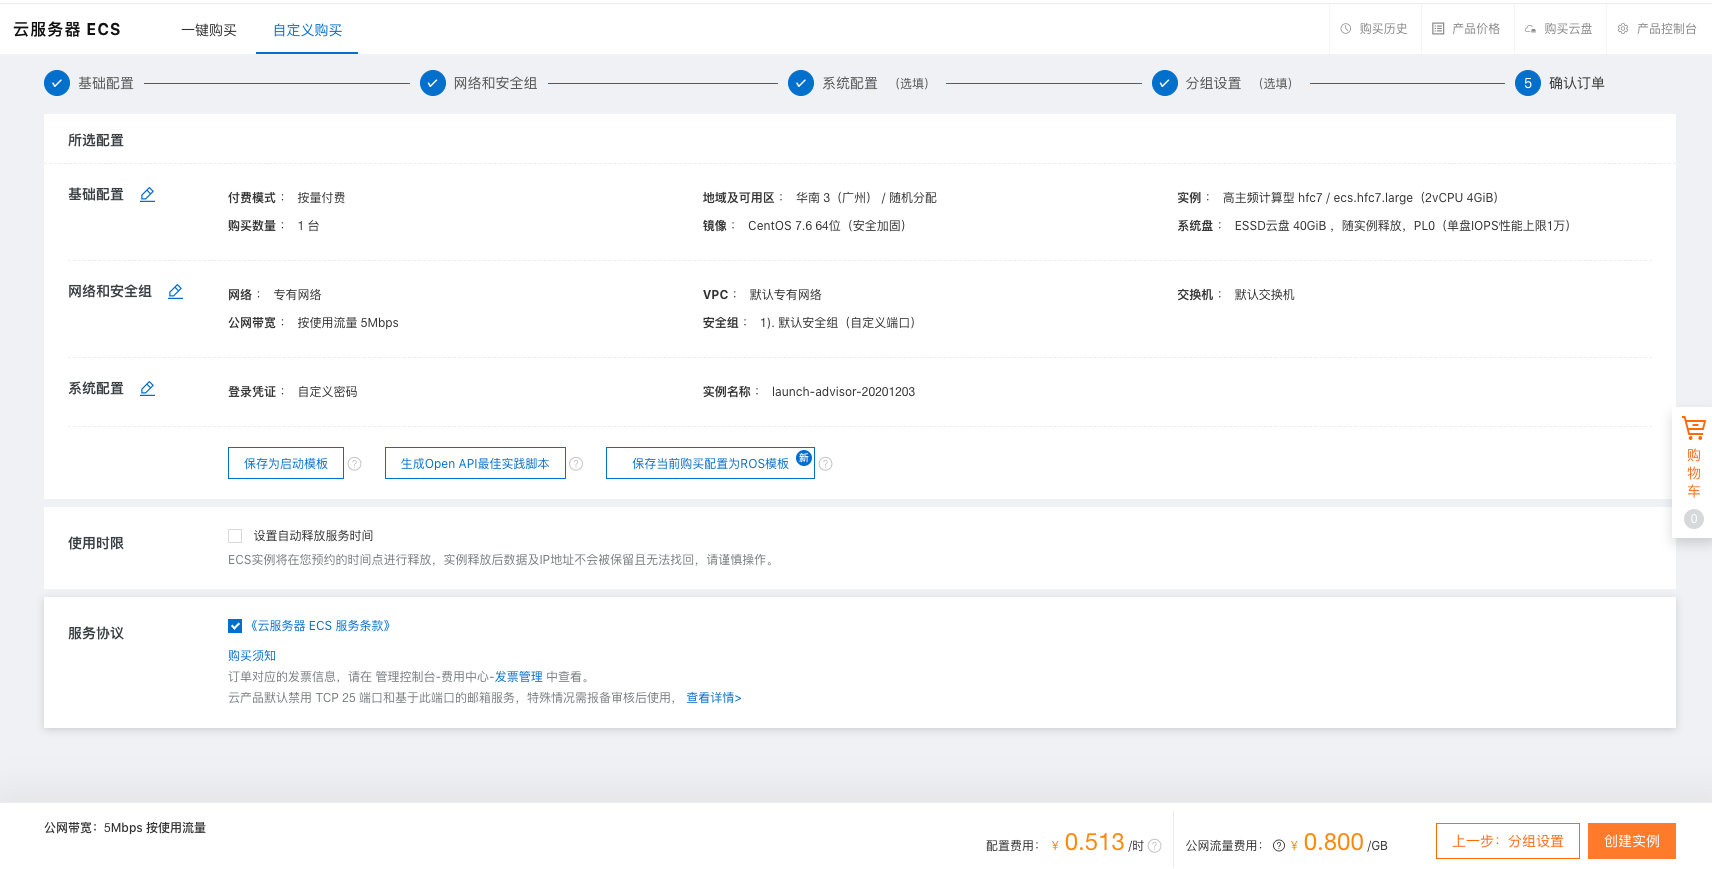 云服务器 ECS 一键购买 自定义购买 购买历史 产品价格 购买云盘 产品控制台
基础配置 网络和安全组 系统配置 (选填) 分组设置 (选填) 5 确认订单
所选配置
基础配置 付费模式： 按量付费 地域及可用区： 华南 3（广州） / 随机分配 实例： 高主频计算型 hfc7 / ecs.hfc7.large（2vCPU 4GiB）
购买数量： 1 台 镜像： CentOS 7.6 64位（安全加固） 系统盘： ESSD云盘 40GiB ，随实例释放，PL0（单盘IOPS性能上限1万）
网络和安全组 网络： 专有网络 VPC： 默认专有网络 交换机： 默认交换机
公网带宽： 按使用流量 5Mbps 安全组： 1). 默认安全组（自定义端口）
系统配置 登录凭证： 自定义密码 实例名称： launch-advisor-20201203
保存为启动模板 ? 生成Open API最佳实践脚本 ? 保存当前购买配置为ROS模板 新 ?
购物车
0
使用时限 设置自动释放服务时间
ECS实例将在您预约的时间点进行释放，实例释放后数据及IP地址不会被保留且无法找回，请谨慎操作。
服务协议 《云服务器 ECS 服务条款》
购买须知
订单对应的发票信息，请在 管理控制台-费用中心-发票管理 中查看。
云产品默认禁用 TCP 25 端口和基于此端口的邮箱服务，特殊情况需报备审核后使用， 查看详情>
公网带宽：5Mbps 按使用流量
配置费用： ¥ 0.513 /时 ? 公网流量费用： ? ¥ 0.800 /GB 上一步：分组设置 创建实例